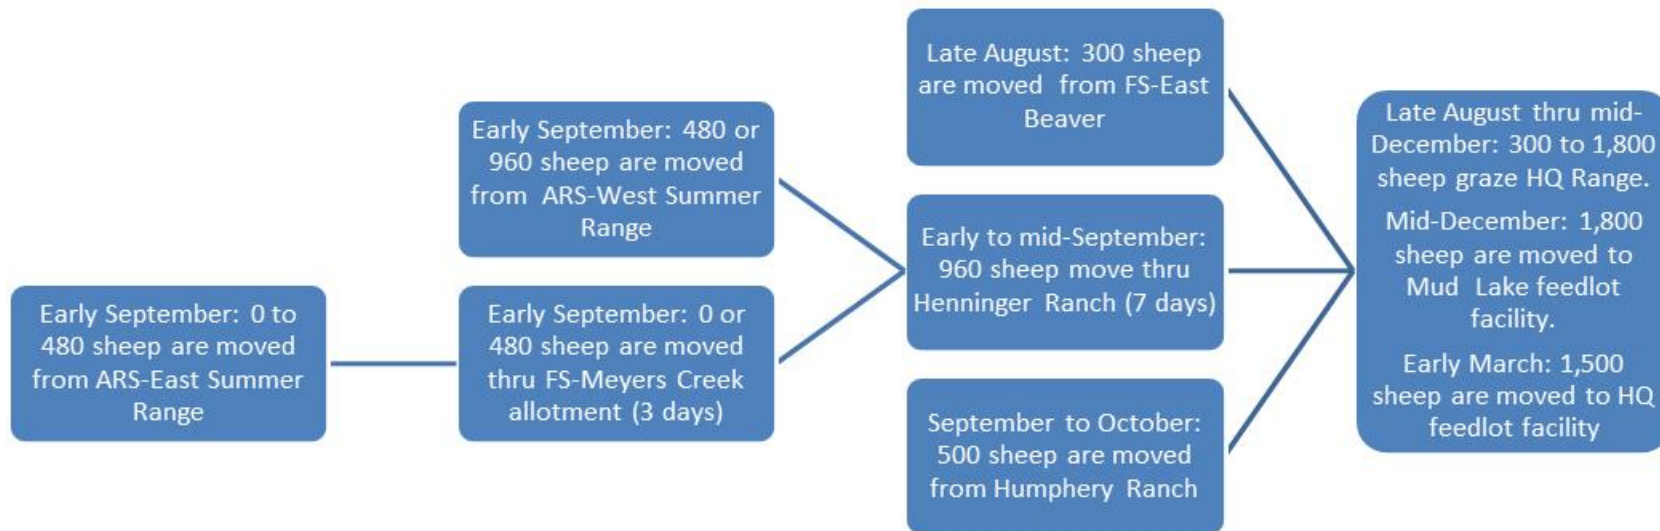 Early September: 0 to
480 sheep are moved
from ARS-East Summer
Range
Early September: 480 or
960 sheep are moved
from ARS-West Summer
Range
Early September: 0 or
480 sheep are moved
thru FS-Meyers Creek
allotment (3 days)
Late August: 300 sheep
are moved from FS-East
Beaver
Early to mid-September:
960 sheep move thru
Henninger Ranch (7 days)
September to October:
500 sheep are moved
from Humphery Ranch
Late August thru mid-
December: 300 to 1,800
sheep graze HQ Range.
Mid-December: 1,800
sheep are moved to
Mud Lake feedlot
facility.
Early March: 1,500
sheep are moved to HQ
feedlot facility